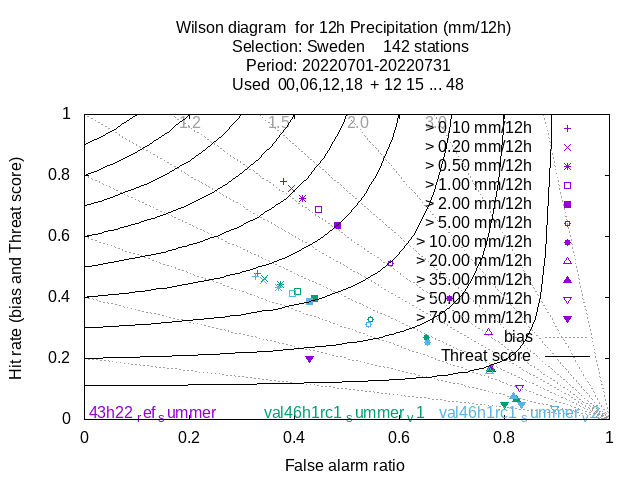 Wilson diagram for 12h Precipitation (mm/12h)
Selection: Sweden 142 stations
Period: 20220701-20220731
Used 00,06,12,18 + 12 15 ... 48
1.2 1.5 2.0 3.0
> 0.10 mm/12h
> 0.20 mm/12h
> 0.50 mm/12h
> 1.00 mm/12h
> 2.00 mm/12h
> 5.00 mm/12h
> 10.00 mm/12h
> 20.00 mm/12h
> 35.00 mm/12h
> 50.00 mm/12h
> 70.00 mm/12h
bias
Threat score
Hit rate (bias and Threat score)
1
0.8
0.6
0.4
0.2
0
43h22_ref_summer val46h1rc1_summer_v1 val46h1rc1_summer_v2
0 0.2 0.4 0.6 0.8 1
False alarm ratio